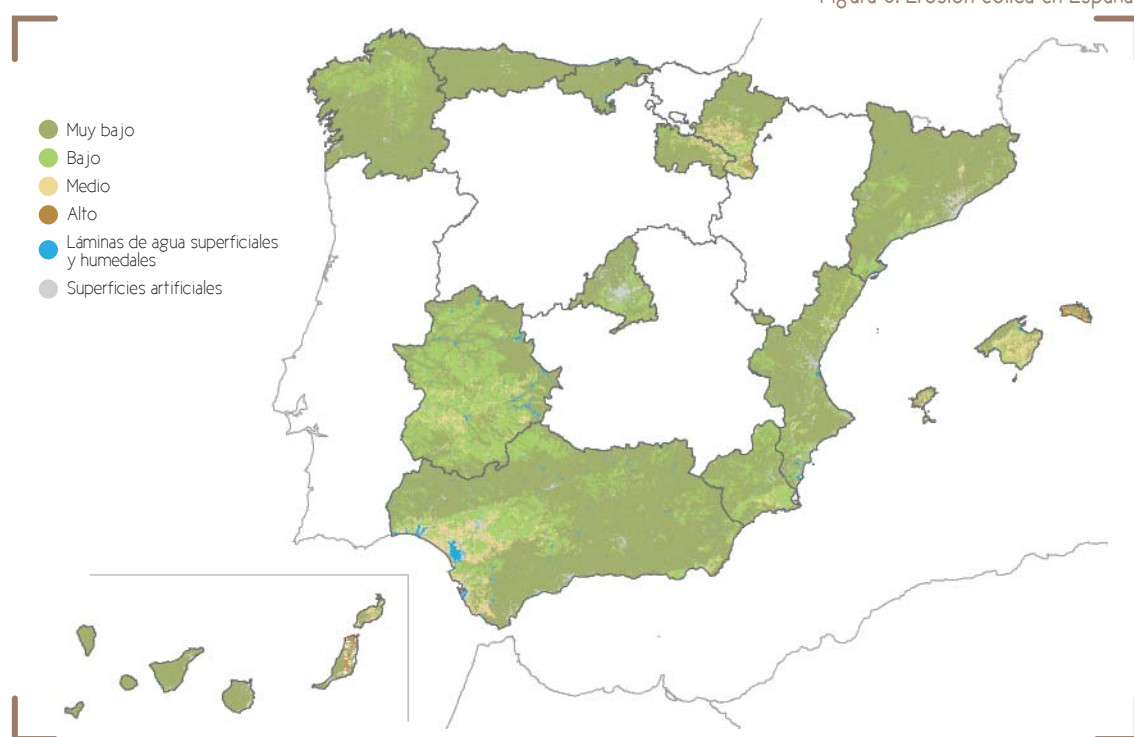 Figura 6. Erosión eólica en España
Muy bajo
Bajo
Medio
Alto
Láminas de agua superficiales
y humedales
Superficies artificiales